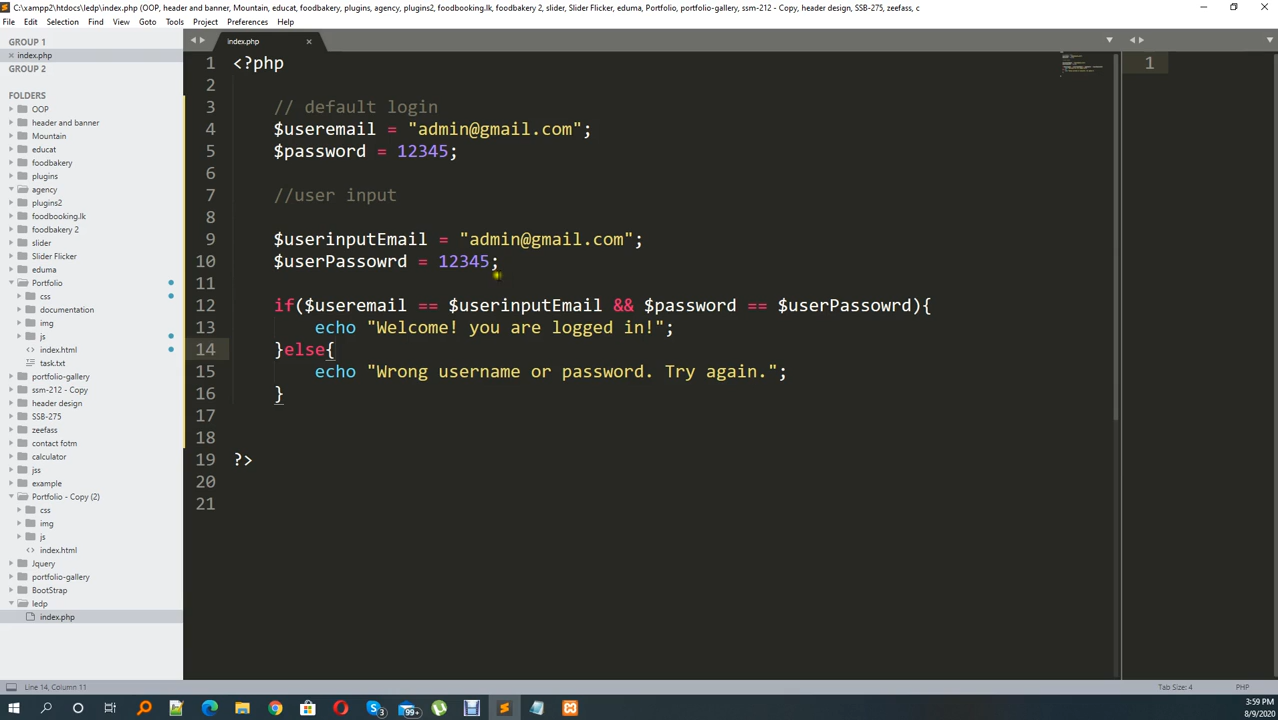 C:\xampp2\htdocs\ledp\index.php (OOP, header and banner, Mountain, educat, foodbakery, plugins, agency, plugins2, foodbooking.lk, foodbakery 2, slider, Slider Flicker, eduma, Portfolio, portfolio-gallery, ssm-212 - Copy, header design, SSB-275, zeefass, c
File Edit Selection Find View Goto Tools Project Preferences Help
GROUP 1
index.php
GROUP 2
FOLDERS
OOP
header and banner
Mountain
educat
foodbakery
plugins
agency
plugins2
foodbooking.lk
foodbakery 2
slider
Slider Flicker
eduma
Portfolio
css
documentation
img
js
index.html
task.txt
portfolio-gallery
ssm-212 - Copy
header design
SSB-275
zeefass
contact fotm
calculator
jss
example
Portfolio - Copy (2)
css
img
js
index.html
Jquery
portfolio-gallery
BootStrap
ledp
index.php
index.php
1 <?php
2
3 // default login
4 $useremail = "admin@gmail.com";
5 $password = 12345;
6
7 //user input
8
9 $userinputEmail = "admin@gmail.com";
10 $userPassowrd = 12345;
11
12 if($useremail == $userinputEmail && $password == $userPassowrd){
13 echo "Welcome! you are logged in!";
14 }else{
15 echo "Wrong username or password. Try again.";
16 }
17
18
19 ?>
20
21
1
Line 14, Column 11
Tab Size: 4
PHP
3
99+
3:59 PM
8/9/2020